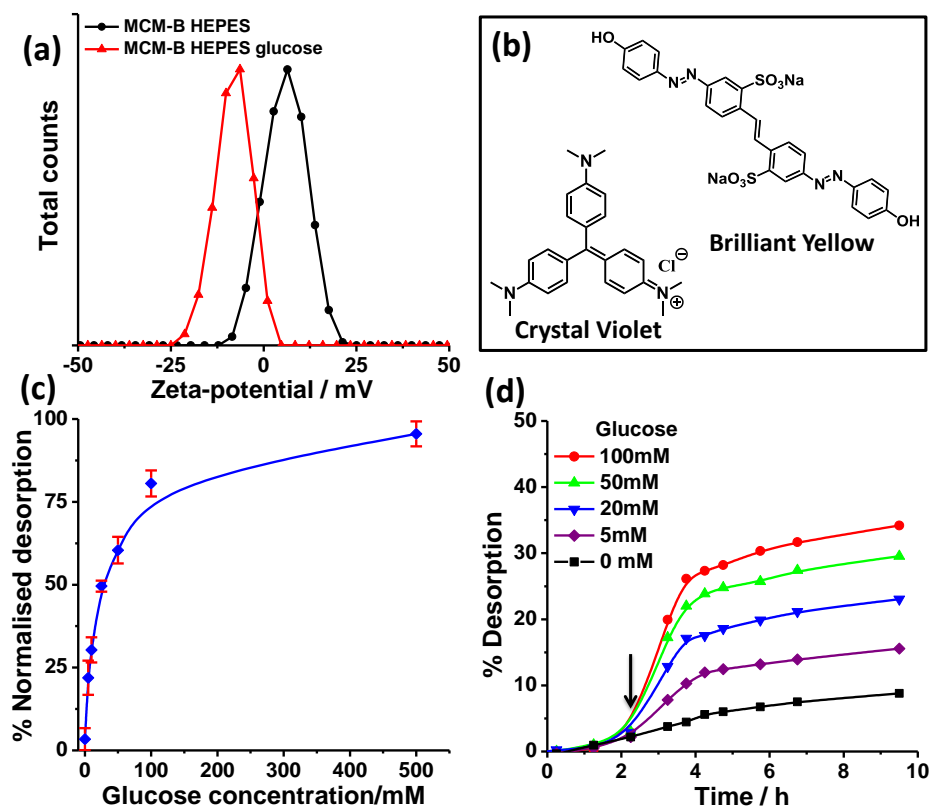 (a)
MCM-B HEPES
MCM-B HEPES glucose
Total counts
-50 -25 0 25 50
Zeta-potential / mV
(b)
HO
N
N
SO₃Na
NaO₃S
N
N
OH
Brilliant Yellow
N
N
N
⊕
Cl ⊖
Crystal Violet
(c)
100
75
50
25
0
% Normalised desorption
0 100 200 300 400 500
Glucose concentration/mM
(d)
50
40
30
20
10
0
% Desorption
Glucose
100mM
50mM
20mM
5mM
0 mM
0 2 4 6 8 10
Time / h